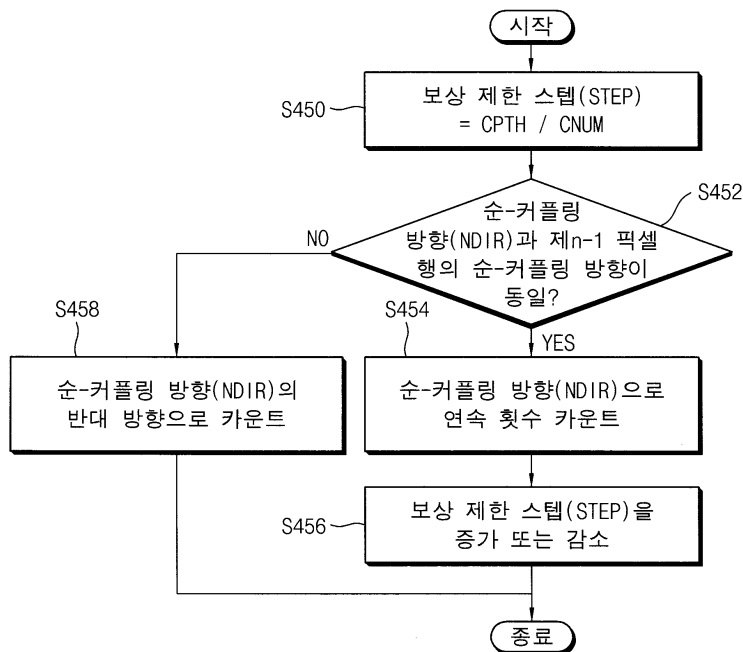 시작
S450
보상 제한 스텝(STEP)
= CPTH / CNUM
S452
순-커플링
방향(NDIR)과 제n-1 픽셀
행의 순-커플링 방향이
동일?
NO
YES
S458
순-커플링 방향(NDIR)의
반대 방향으로 카운트
S454
순-커플링 방향(NDIR)으로
연속 횟수 카운트
S456
보상 제한 스텝(STEP)을
증가 또는 감소
종료